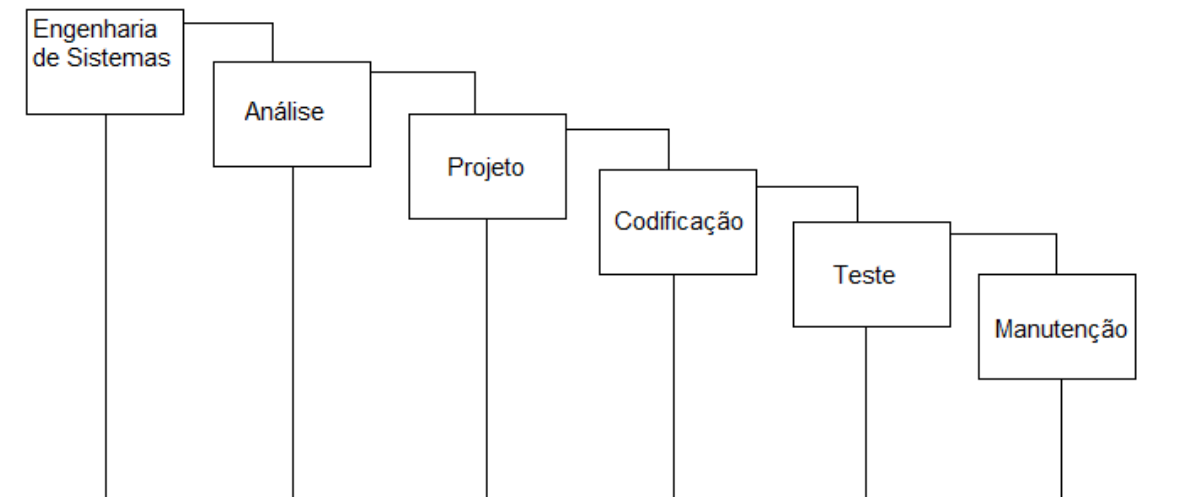 Engenharia
de Sistemas
Análise
Projeto
Codificação
Teste
Manutenção